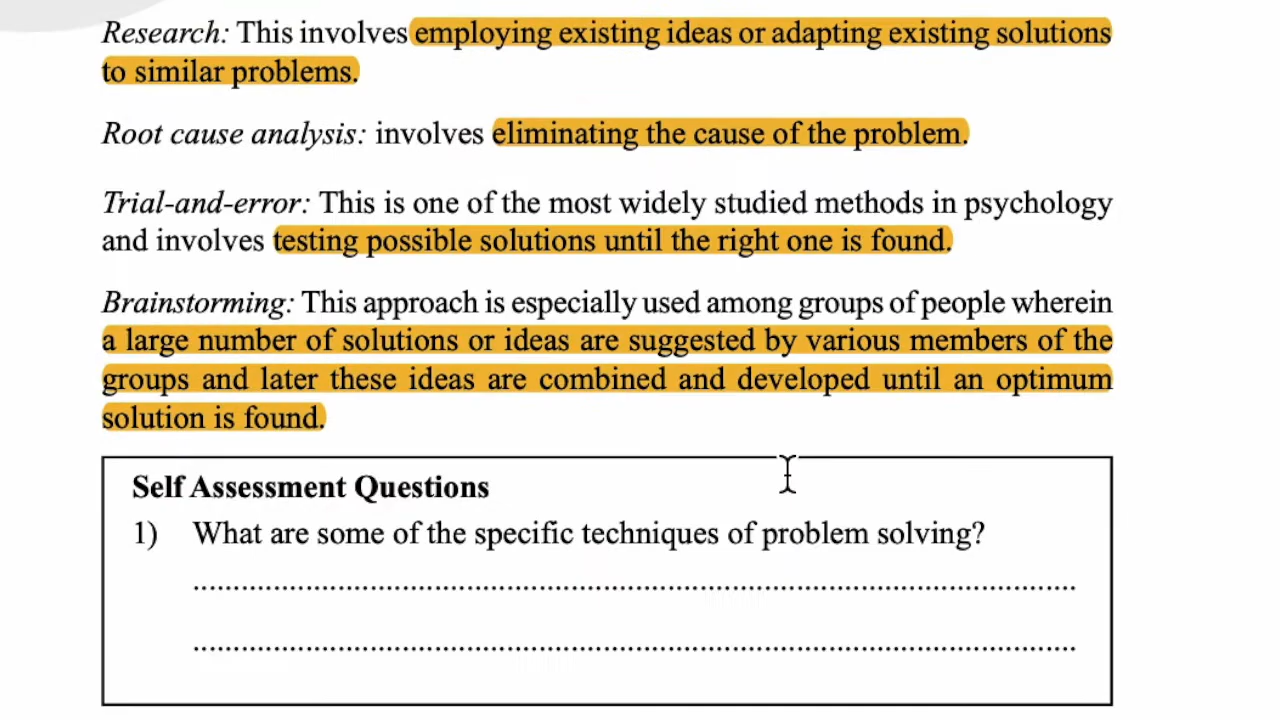 Research: This involves employing existing ideas or adapting existing solutions
to similar problems.
Root cause analysis: involves eliminating the cause of the problem.
Trial-and-error: This is one of the most widely studied methods in psychology
and involves testing possible solutions until the right one is found.
Brainstorming: This approach is especially used among groups of people wherein
a large number of solutions or ideas are suggested by various members of the
groups and later these ideas are combined and developed until an optimum
solution is found.
Self Assessment Questions
1) What are some of the specific techniques of problem solving?
................................................................................................................
................................................................................................................